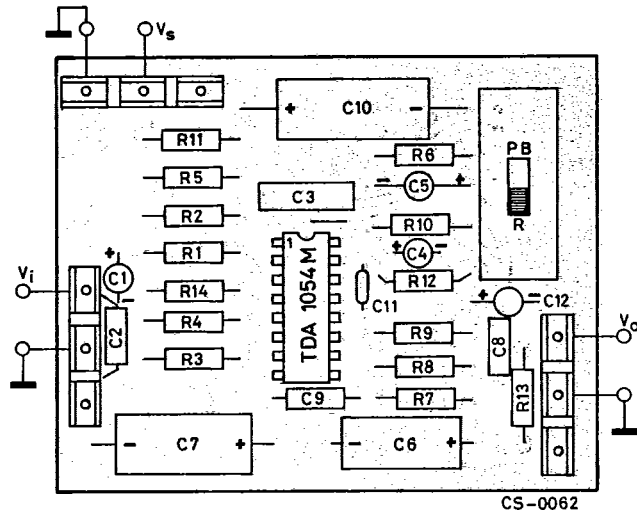 Vs
+ C10 -
R11
R6
R5
- C5 +
PB
R
C3
R2
R10
+ C4 -
R1
1
TDA 1054M
Vi
+
C1
-
R14
R12
C11
+ - C12
C2
R4
R9
C8
Vo
R3
R8
C9
R7
R13
- C7 +
- C6 +
CS-0062